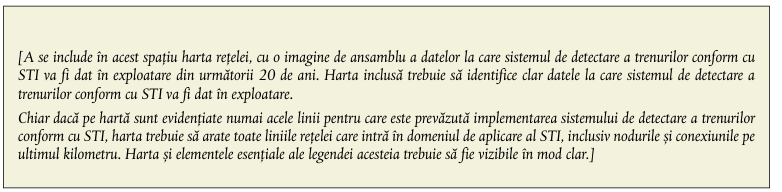 [A se include în acest spațiu harta rețelei, cu o imagine de ansamblu a datelor la care sistemul de detectare a trenurilor conform cu
STI va fi dat în exploatare din următorii 20 de ani. Harta inclusă trebuie să identifice clar datele la care sistemul de detectare a
trenurilor conform cu STI va fi dat în exploatare.
Chiar dacă pe hartă sunt evidențiate numai acele linii pentru care este prevăzută implementarea sistemului de detectare a trenurilor
conform cu STI, harta trebuie să arate toate liniile rețelei care intră în domeniul de aplicare al STI, inclusiv nodurile și conexiunile pe
ultimul kilometru. Harta și elementele esențiale ale legendei acesteia trebuie să fie vizibile în mod clar.]